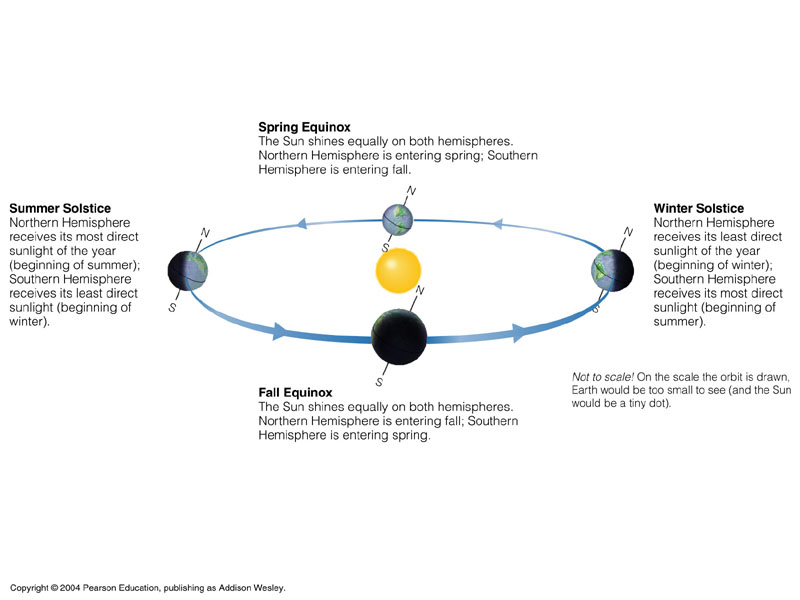 Spring Equinox
The Sun shines equally on both hemispheres.
Northern Hemisphere is entering spring; Southern
Hemisphere is entering fall.
Summer Solstice
Northern Hemisphere
receives its most direct
sunlight of the year
(beginning of summer);
Southern Hemisphere
receives its least direct
sunlight (beginning of
winter).
N
S
N
S
N
S
N
S
Winter Solstice
Northern Hemisphere
receives its least direct
sunlight of the year
(beginning of winter);
Southern Hemisphere
receives its most direct
sunlight (beginning of
summer).
Fall Equinox
The Sun shines equally on both hemispheres.
Northern Hemisphere is entering fall; Southern
Hemisphere is entering spring.
Not to scale! On the scale the orbit is drawn,
Earth would be too small to see (and the Sun
would be a tiny dot).
Copyright © 2004 Pearson Education, publishing as Addison Wesley.